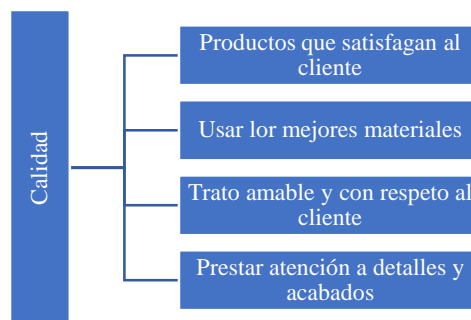 Calidad
Productos que satisfagan al
cliente
Usar lor mejores materiales
Trato amable y con respeto al
cliente
Prestar atención a detalles y
acabados